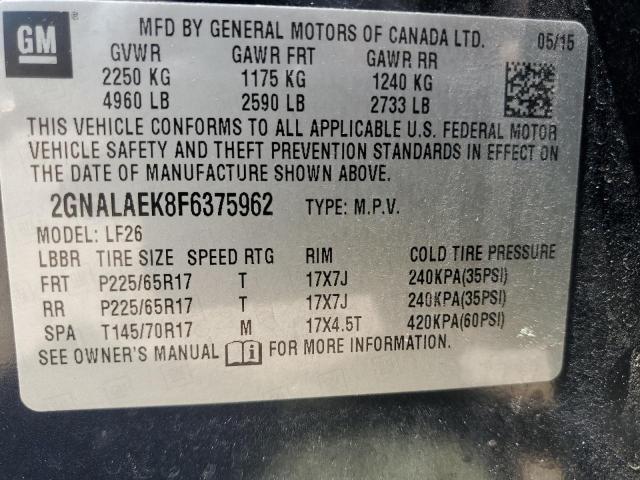 GM
MFD BY GENERAL MOTORS OF CANADA LTD. 05/15
GVWR GAWR FRT GAWR RR
2250 KG 1175 KG 1240 KG
4960 LB 2590 LB 2733 LB
THIS VEHICLE CONFORMS TO ALL APPLICABLE U.S. FEDERAL MOTOR
VEHICLE SAFETY AND THEFT PREVENTION STANDARDS IN EFFECT ON
THE DATE OF MANUFACTURE SHOWN ABOVE.
2GNALAEK8F6375962 TYPE: M.P.V.
MODEL: LF26
LBBR TIRE SIZE SPEED RTG RIM COLD TIRE PRESSURE
FRT P225/65R17 T 17X7J 240KPA(35PSI)
RR P225/65R17 T 17X7J 240KPA(35PSI)
SPA T145/70R17 M 17X4.5T 420KPA(60PSI)
SEE OWNER'S MANUAL FOR MORE INFORMATION.